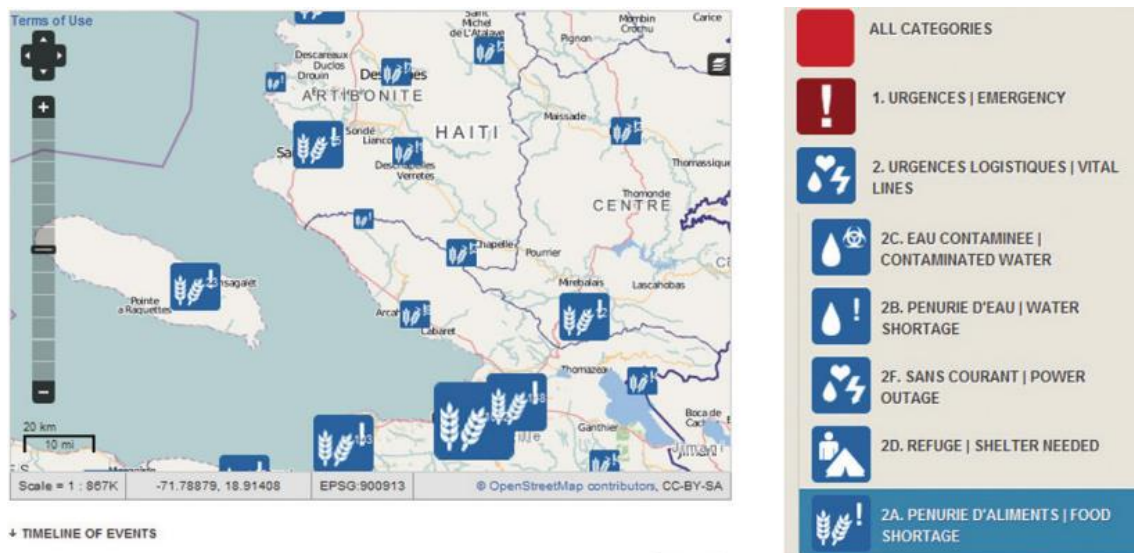 Terms of Use
Saint
Michel
de L'Atalaye
Mombin
Crochu
Carice
Pignon
Descareaux
Duclos
Drouin
ARTIBONITE
HAITI
Maissade
Sondé
Thomassique
Verretes
Thomonde
CENTRE
Chapelle
Pourrier
Pointe
a Raquettes
Mirebalais
Lascahobas
Cabaret
Thomazeau
20 km
10 mi
Ganthier
Boca de
Jimani
Scale = 1 : 867K
-71.78879, 18.91408
EPSG:900913
© OpenStreetMap contributors, CC-BY-SA
↓ TIMELINE OF EVENTS
ALL CATEGORIES
1. URGENCES | EMERGENCY
2. URGENCES LOGISTIQUES | VITAL
LINES
2C. EAU CONTAMINEE |
CONTAMINATED WATER
2B. PENURIE D'EAU | WATER
SHORTAGE
2F. SANS COURANT | POWER
OUTAGE
2D. REFUGE | SHELTER NEEDED
2A. PENURIE D'ALIMENTS | FOOD
SHORTAGE